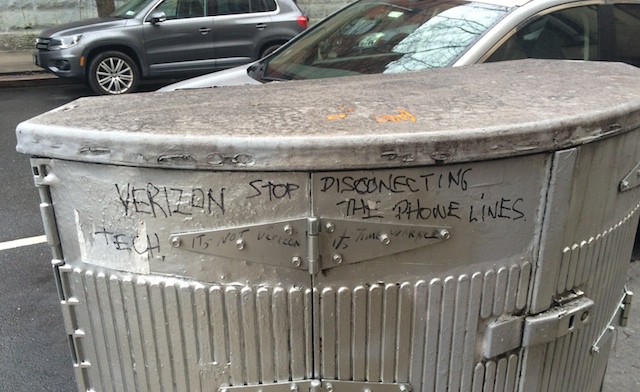 VERIZON
TECH.
STOP DISCONECTING
THE PHONE LINES.
IT'S NOT VERIZON IT'S TIME WARNER